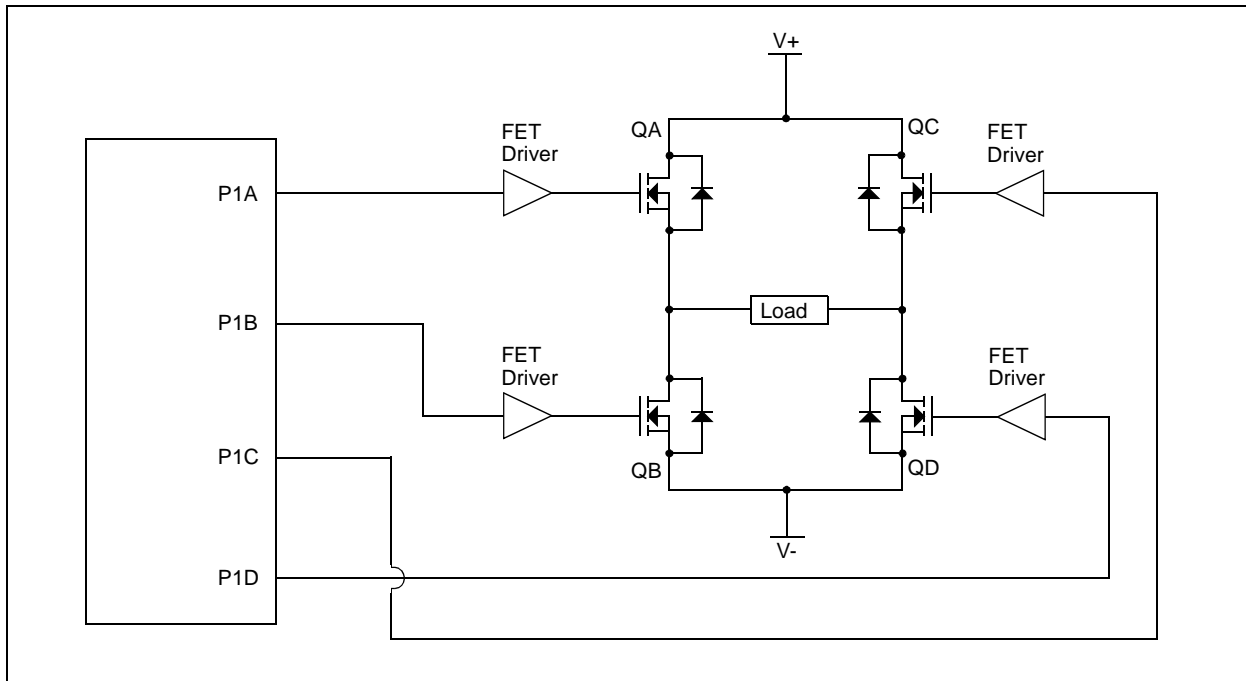 V+
FET
Driver
QA
QC
FET
Driver
P1A
P1B
Load
FET
Driver
FET
Driver
P1C
QB
QD
V-
P1D